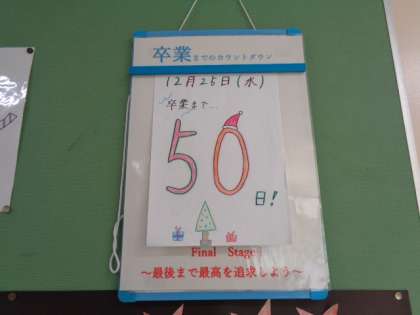 卒業までのカウントダウン
12月25日(水)
卒業まで...
50
日!
Final Stage
～最後まで最高を追求しよう～